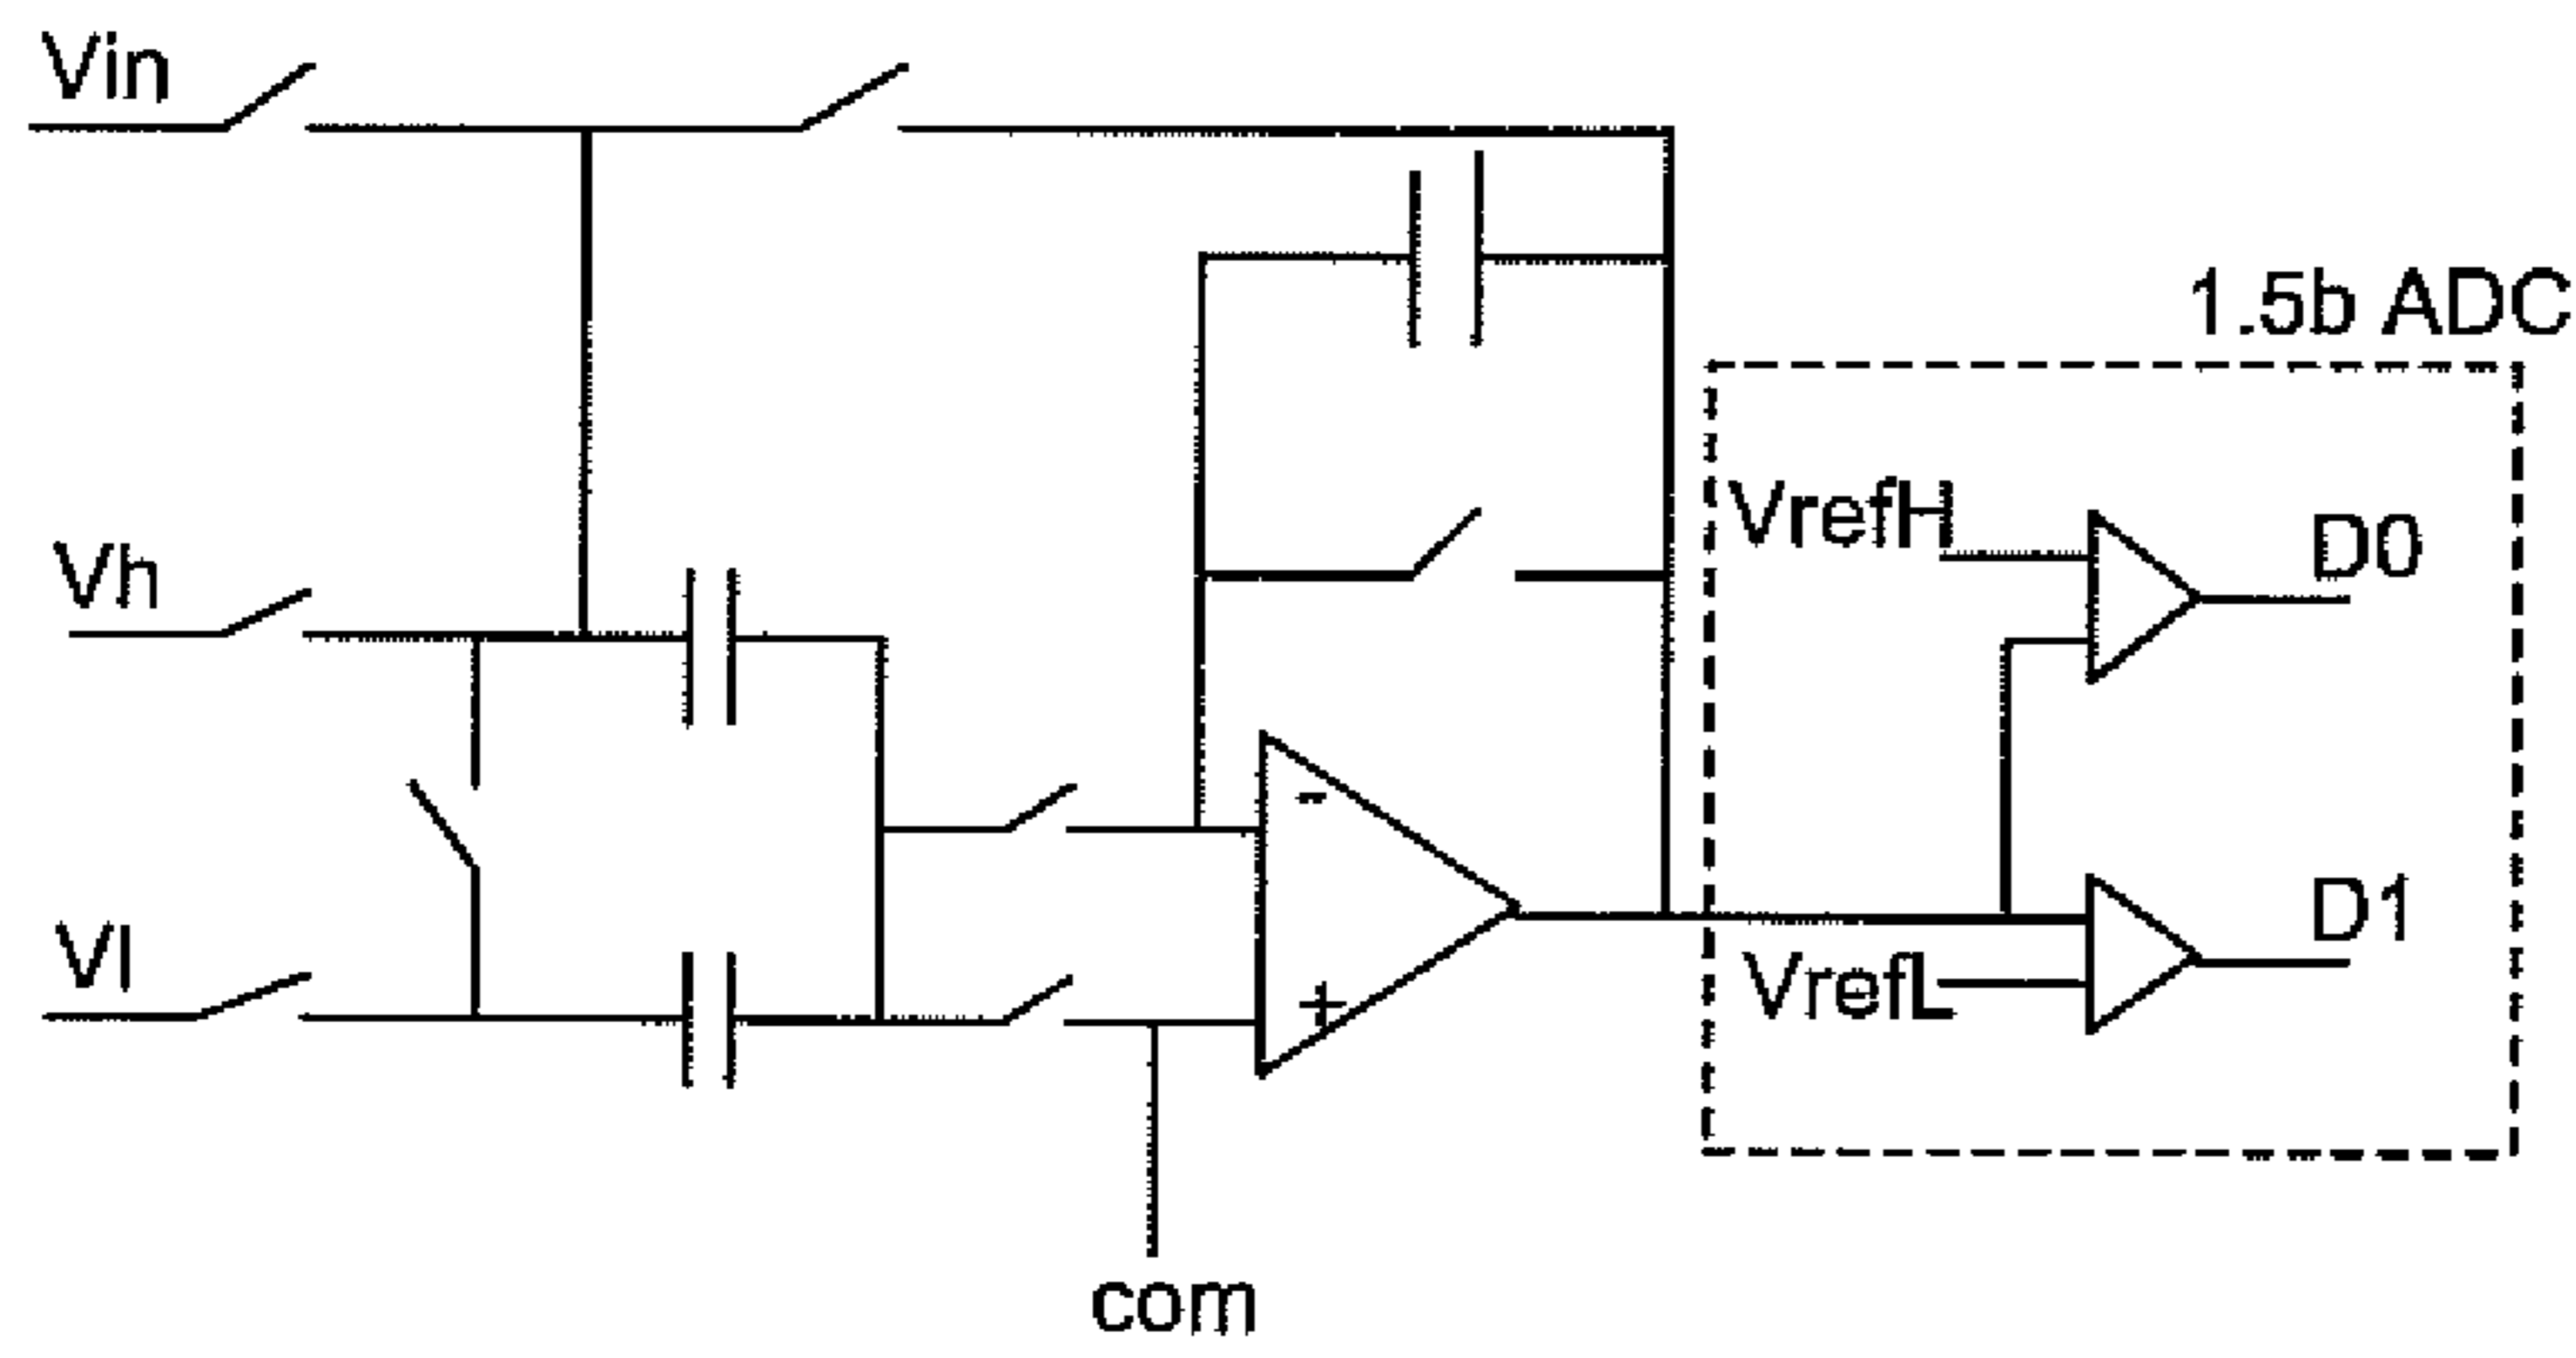 Vin
1.5b ADC
VrefH
D0
Vh
-
Vl
D1
VrefL
+
com